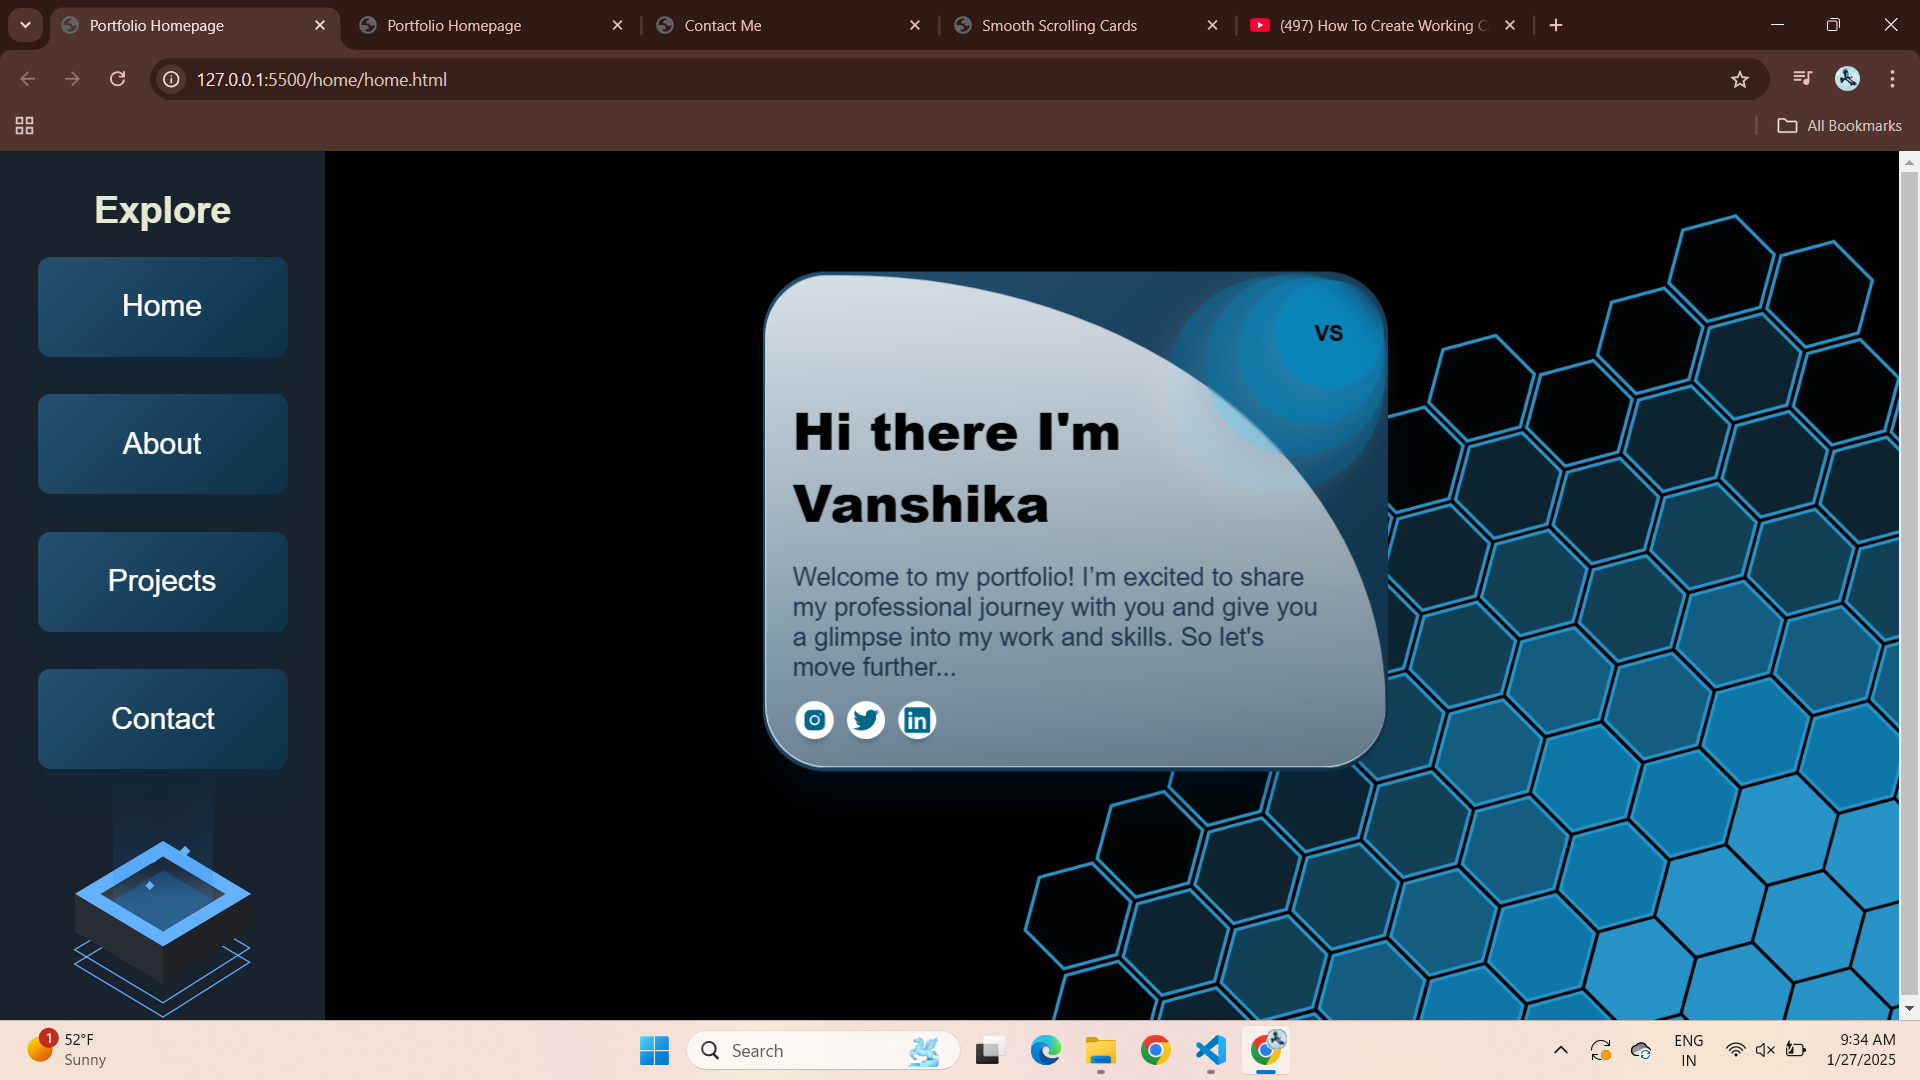 Portfolio Homepage
Portfolio Homepage
Contact Me
Smooth Scrolling Cards
(497) How To Create Working C
127.0.0.1:5500/home/home.html
All Bookmarks
Explore
Home
About
Projects
Contact
VS
Hi there I'm
Vanshika
Welcome to my portfolio! I’m excited to share
my professional journey with you and give you
a glimpse into my work and skills. So let's
move further...
in
1
52°F
Sunny
Search
ENG
IN
9:34 AM
1/27/2025